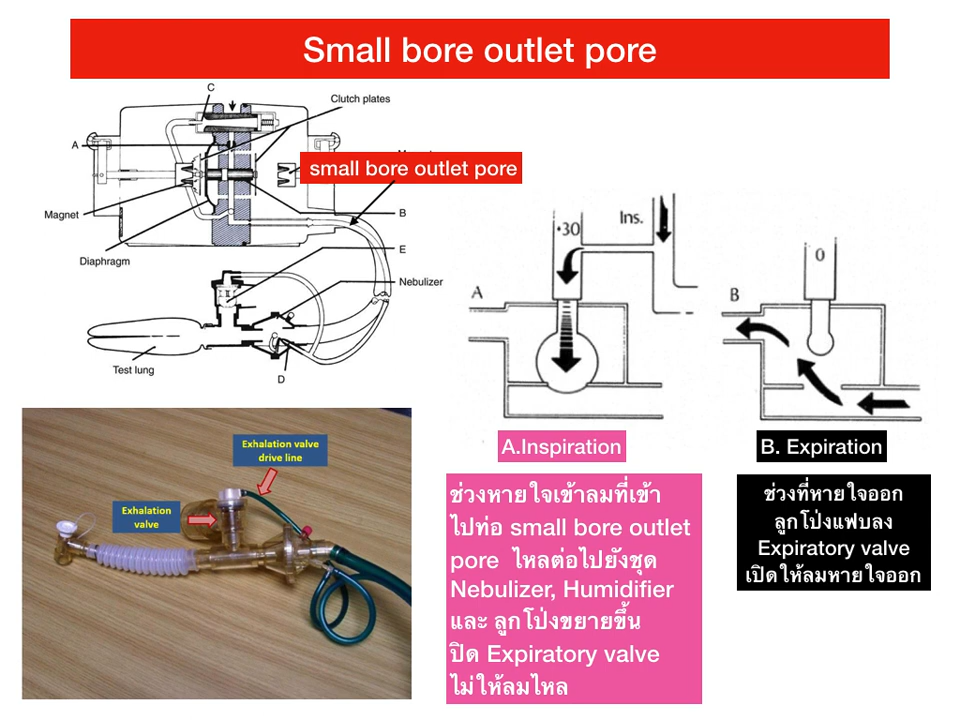 Small bore outlet pore
C
Clutch plates
A
small bore outlet pore
Magnet
B
Diaphragm
E
Nebulizer
Test lung
D
+30
Ins.
A
0
B
Exhalation valve
drive line
Exhalation
valve
A.Inspiration
B. Expiration
ช่วงหายใจเข้าลมที่เข้า
ไปท่อ small bore outlet
pore ไหลต่อไปยังชุด
Nebulizer, Humidifier
และ ลูกโป่งขยายขึ้น
ปิด Expiratory valve
ไม่ให้ลมไหล
ช่วงที่หายใจออก
ลูกโป่งแฟบลง
Expiratory valve
เปิดให้ลมหายใจออก